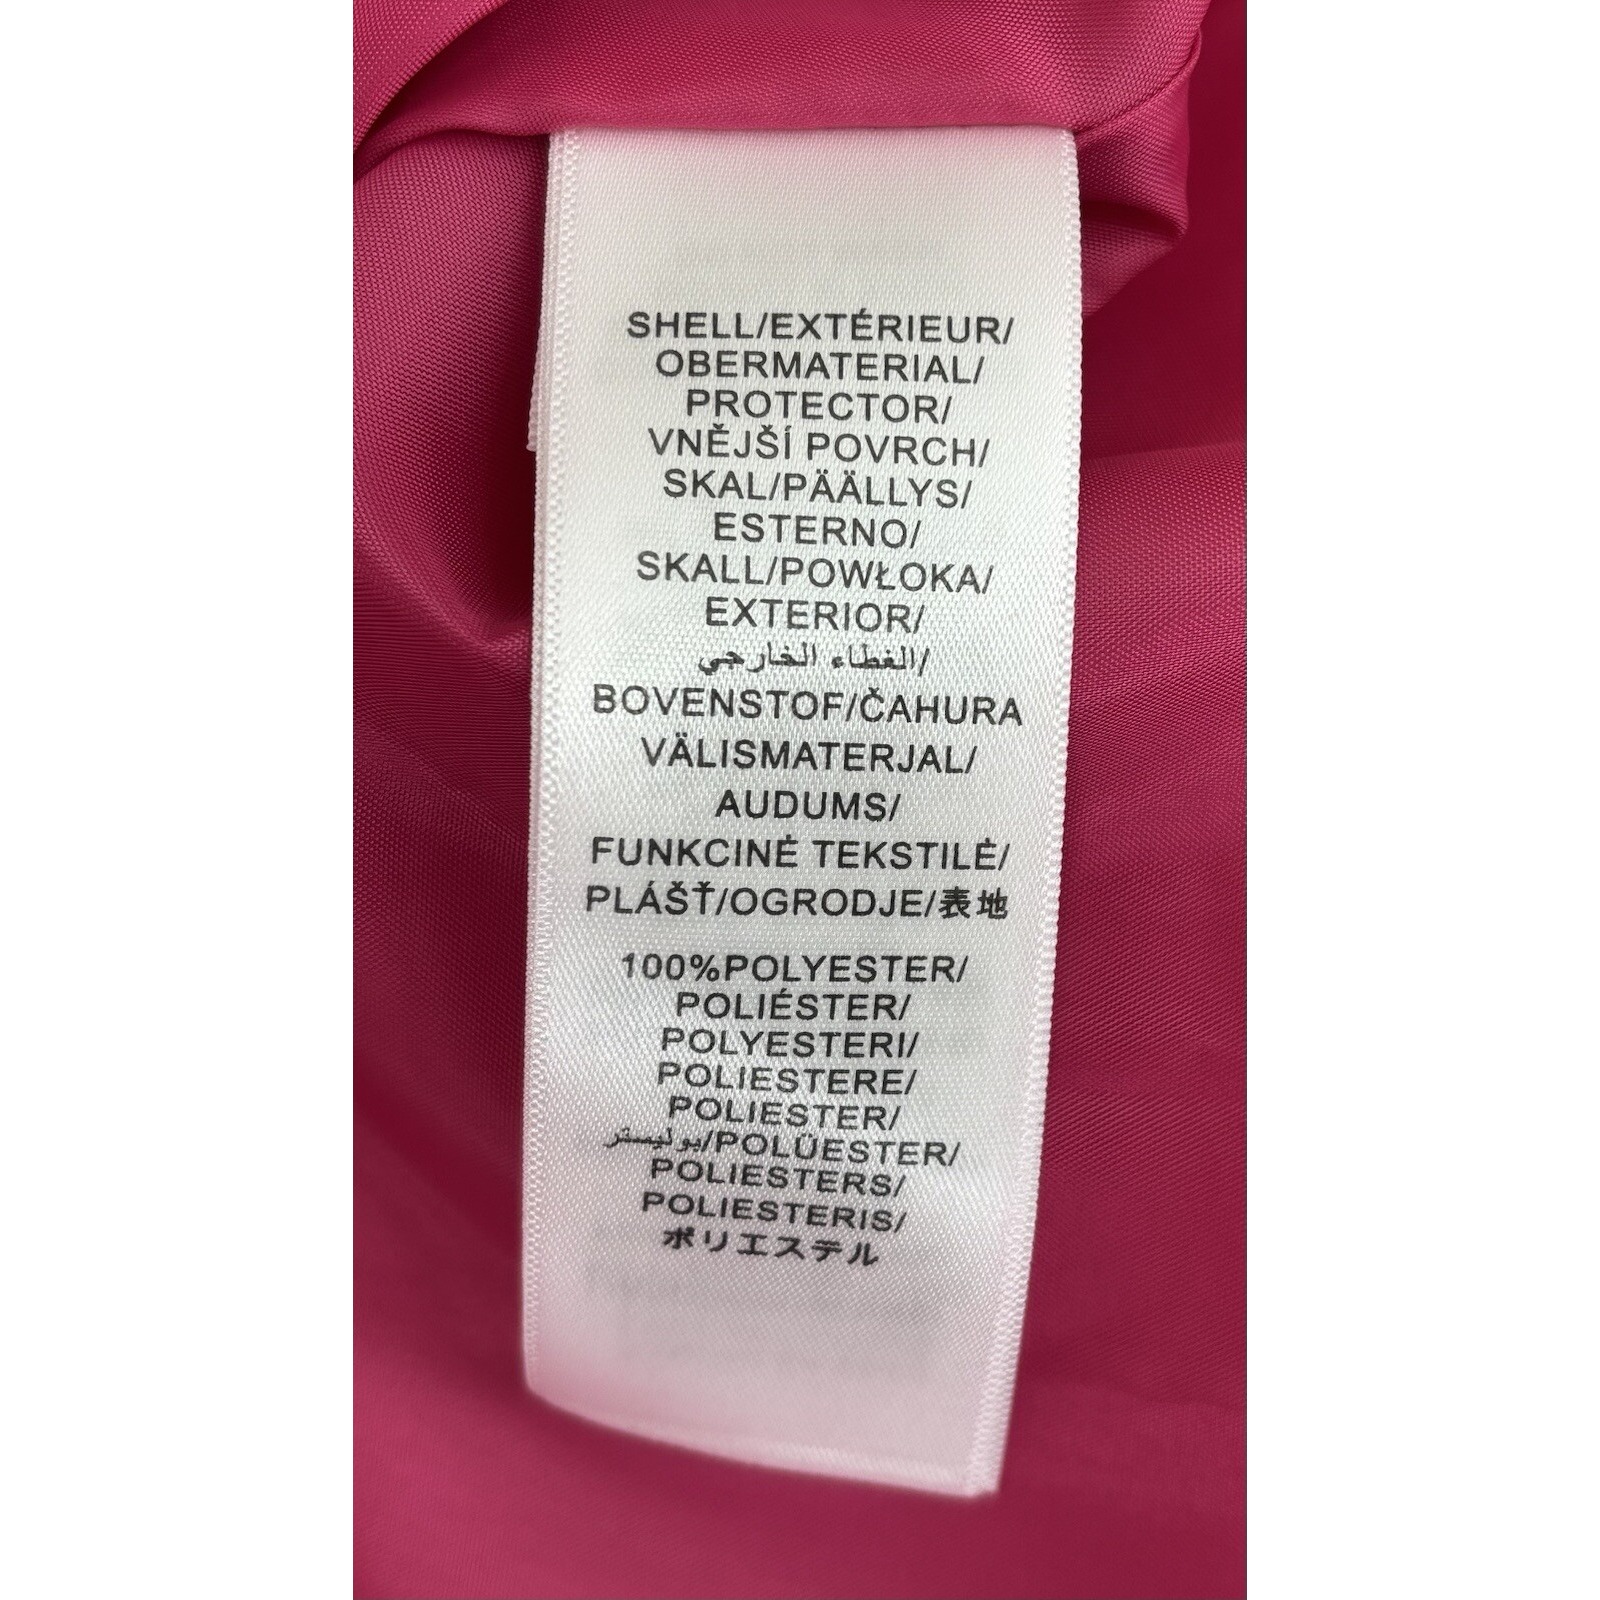 SHELL/EXTÉRIEUR/
OBERMATERIAL/
PROTECTOR/
VNĚJŠÍ POVRCH/
SKAL/PÄÄLLYS/
ESTERNO/
SKALL/POWŁOKA/
EXTERIOR/
الغطاء الخارجي/
BOVENSTOF/ČAHURA
VÄLISMATERJAL/
AUDUMS/
FUNKCINĖ TEKSTILĖ/
PLÁŠŤ/OGRODJE/表地
100%POLYESTER/
POLIÉSTER/
POLYESTERI/
POLIESTERE/
POLIESTER/
بوليستر/POLÜESTER/
POLIESTERS/
POLIESTERIS/
ポリエステル